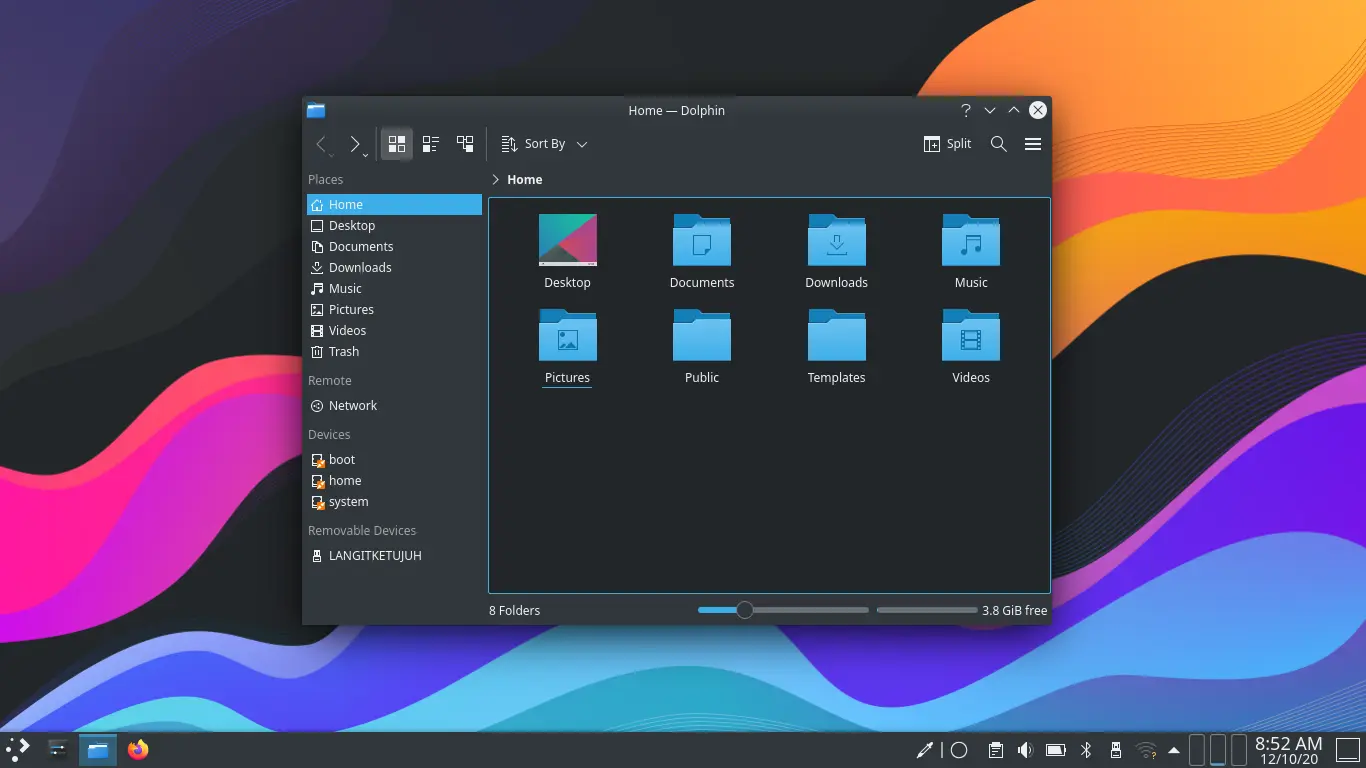 Home — Dolphin
Sort By
Split
Places
Home
Home
Desktop
Documents
Downloads
Music
Pictures
Videos
Trash
Remote
Network
Devices
boot
home
system
Removable Devices
LANGITKETUJUH
Desktop Documents Downloads Music
Pictures Public Templates Videos
8 Folders 3.8 GiB free
8:52 AM
12/10/20